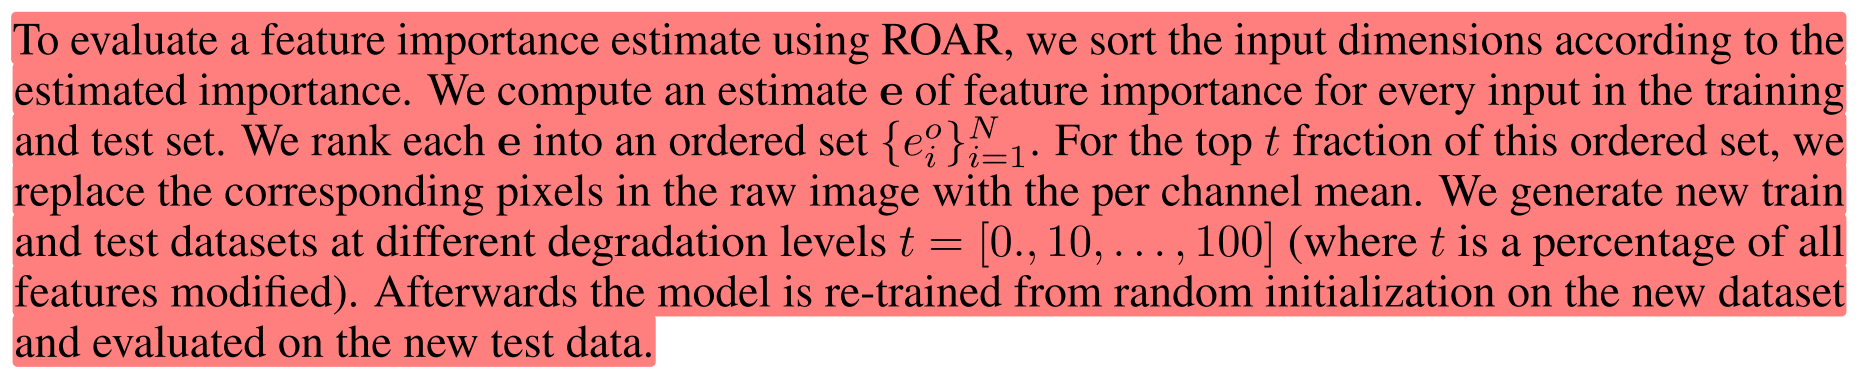 To evaluate a feature importance estimate using ROAR, we sort the input dimensions according to the
estimated importance. We compute an estimate e of feature importance for every input in the training
and test set. We rank each e into an ordered set $\{e_i^o\}_{i=1}^N$. For the top $t$ fraction of this ordered set, we
replace the corresponding pixels in the raw image with the per channel mean. We generate new train
and test datasets at different degradation levels $t = [0., 10, \ldots, 100]$ (where $t$ is a percentage of all
features modified). Afterwards the model is re-trained from random initialization on the new dataset
and evaluated on the new test data.